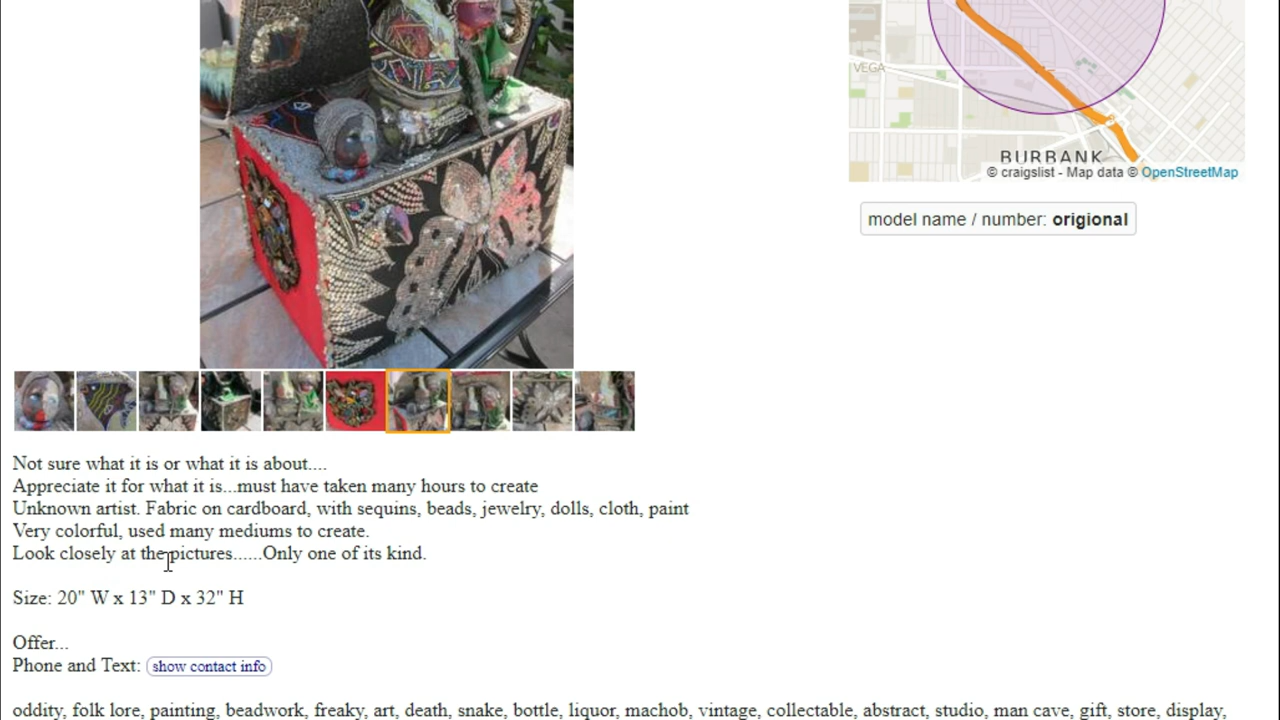 VEGA
BURBANK
© craigslist - Map data © OpenStreetMap
model name / number: origional
Not sure what it is or what it is about....
Appreciate it for what it is...must have taken many hours to create
Unknown artist. Fabric on cardboard, with sequins, beads, jewelry, dolls, cloth, paint
Very colorful, used many mediums to create.
Look closely at the pictures......Only one of its kind.
Size: 20" W x 13" D x 32" H
Offer...
Phone and Text: show contact info
oddity, folk lore, painting, beadwork, freaky, art, death, snake, bottle, liquor, machob, vintage, collectable, abstract, studio, man cave, gift, store, display,